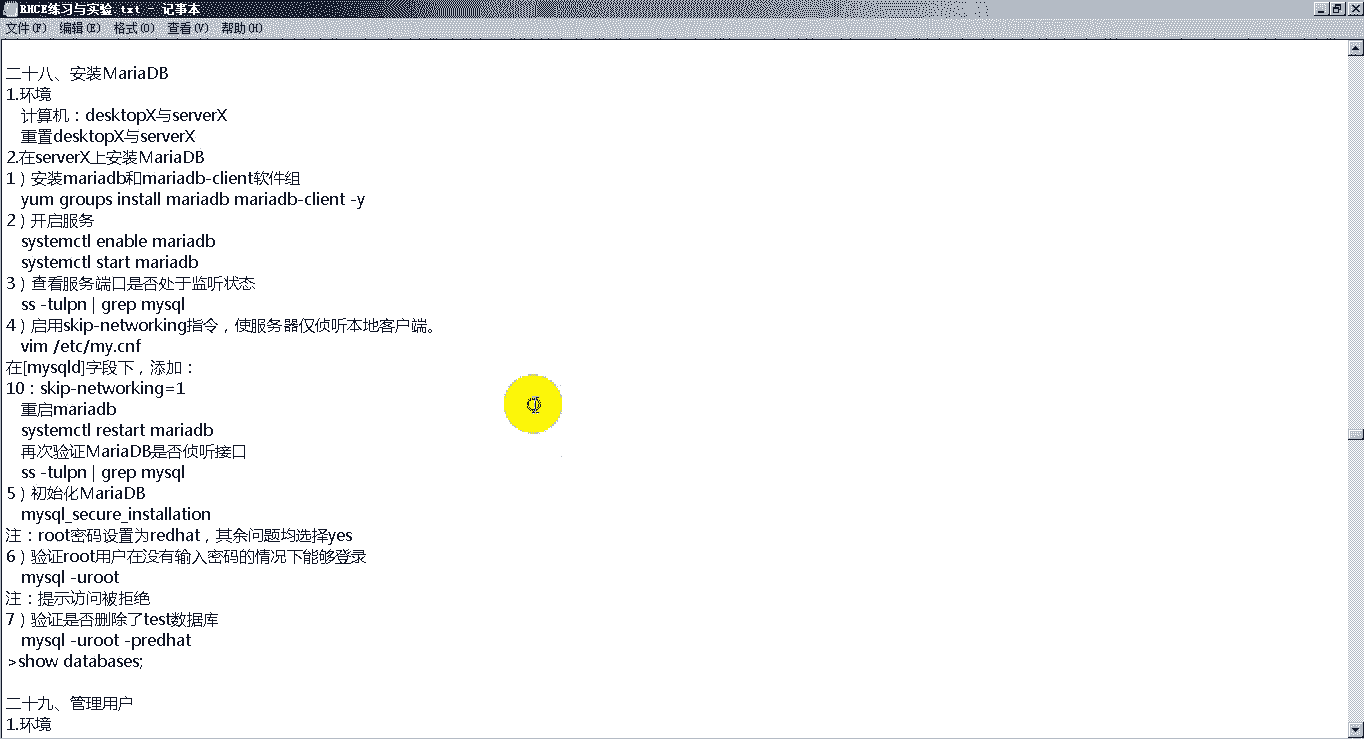 RHCE练习与实验.txt - 记事本
文件(F) 编辑(E) 格式(O) 查看(V) 帮助(H)
二十八、安装MariaDB
1.环境
计算机：desktopX与serverX
重置desktopX与serverX
2.在serverX上安装MariaDB
1）安装mariadb和mariadb-client软件组
yum groups install mariadb mariadb-client -y
2）开启服务
systemctl enable mariadb
systemctl start mariadb
3）查看服务端口是否处于监听状态
ss -tulpn | grep mysql
4）启用skip-networking指令，使服务器仅侦听本地客户端。
vim /etc/my.cnf
在[mysqld]字段下，添加：
10：skip-networking=1
重启mariadb
systemctl restart mariadb
再次验证MariaDB是否侦听接口
ss -tulpn | grep mysql
5）初始化MariaDB
mysql_secure_installation
注：root密码设置为redhat，其余问题均选择yes
6）验证root用户在没有输入密码的情况下能够登录
mysql -uroot
注：提示访问被拒绝
7）验证是否删除了test数据库
mysql -uroot -predhat
>show databases;
二十九、管理用户
1.环境